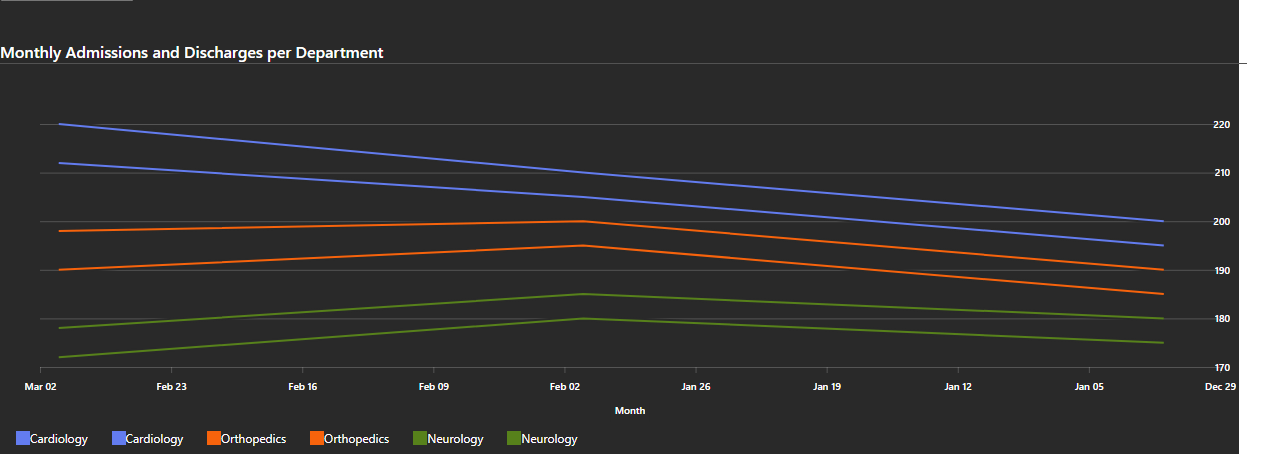 Monthly Admissions and Discharges per Department
220
210
200
190
180
170
Mar 02 Feb 23 Feb 16 Feb 09 Feb 02 Jan 26 Jan 19 Jan 12 Jan 05 Dec 29
Month
Cardiology Cardiology Orthopedics Orthopedics Neurology Neurology